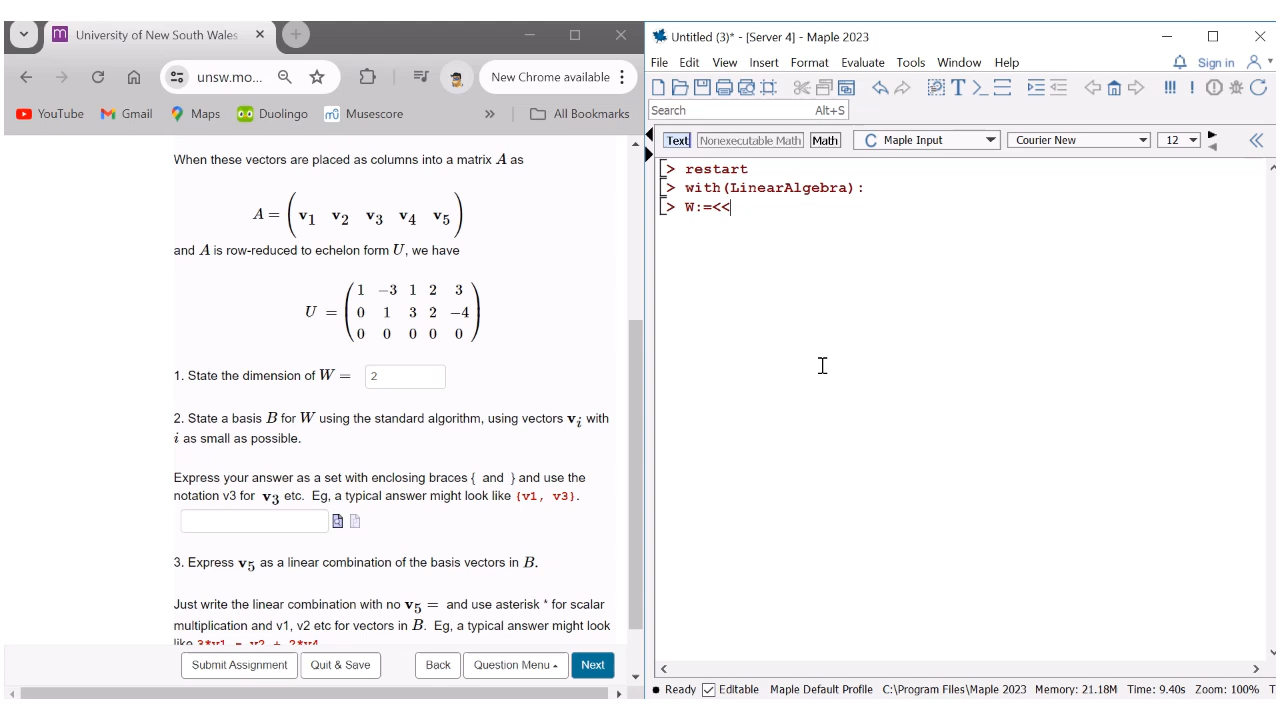 University of New South Wales
Untitled (3)* - [Server 4] - Maple 2023
unsw.mo...
New Chrome available
YouTube Gmail Maps Duolingo Musescore » All Bookmarks
File Edit View Insert Format Evaluate Tools Window Help Sign in
Search Alt+S
Text Nonexecutable Math Math C Maple Input Courier New 12
When these vectors are placed as columns into a matrix A as
A = ( v1 v2 v3 v4 v5 )
and A is row-reduced to echelon form U, we have
1 −3 1 2 3
U = 0 1 3 2 −4
0 0 0 0 0
1. State the dimension of W = 2
2. State a basis B for W using the standard algorithm, using vectors vi with
i as small as possible.
Express your answer as a set with enclosing braces { and } and use the
notation v3 for v3 etc. Eg, a typical answer might look like {v1, v3}.
3. Express v5 as a linear combination of the basis vectors in B.
Just write the linear combination with no v5 = and use asterisk * for scalar
multiplication and v1, v2 etc for vectors in B. Eg, a typical answer might look
like 3*v1 - v2 + 2*v4
Submit Assignment Quit & Save Back Question Menu Next
> restart
> with(LinearAlgebra):
> W:=<<
Ready Editable Maple Default Profile C:\Program Files\Maple 2023 Memory: 21.18M Time: 9.40s Zoom: 100% T